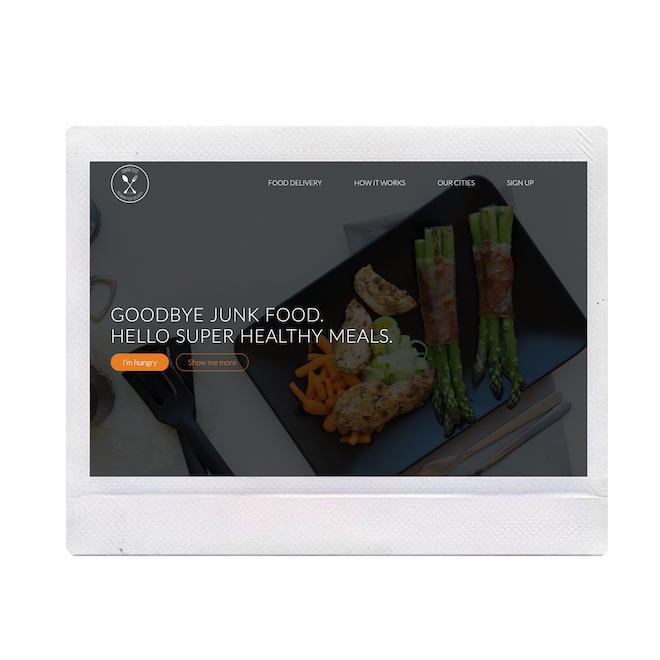 FOOD DELIVERY HOW IT WORKS OUR CITIES SIGN UP
GOODBYE JUNK FOOD.
HELLO SUPER HEALTHY MEALS.
I'm hungry Show me more